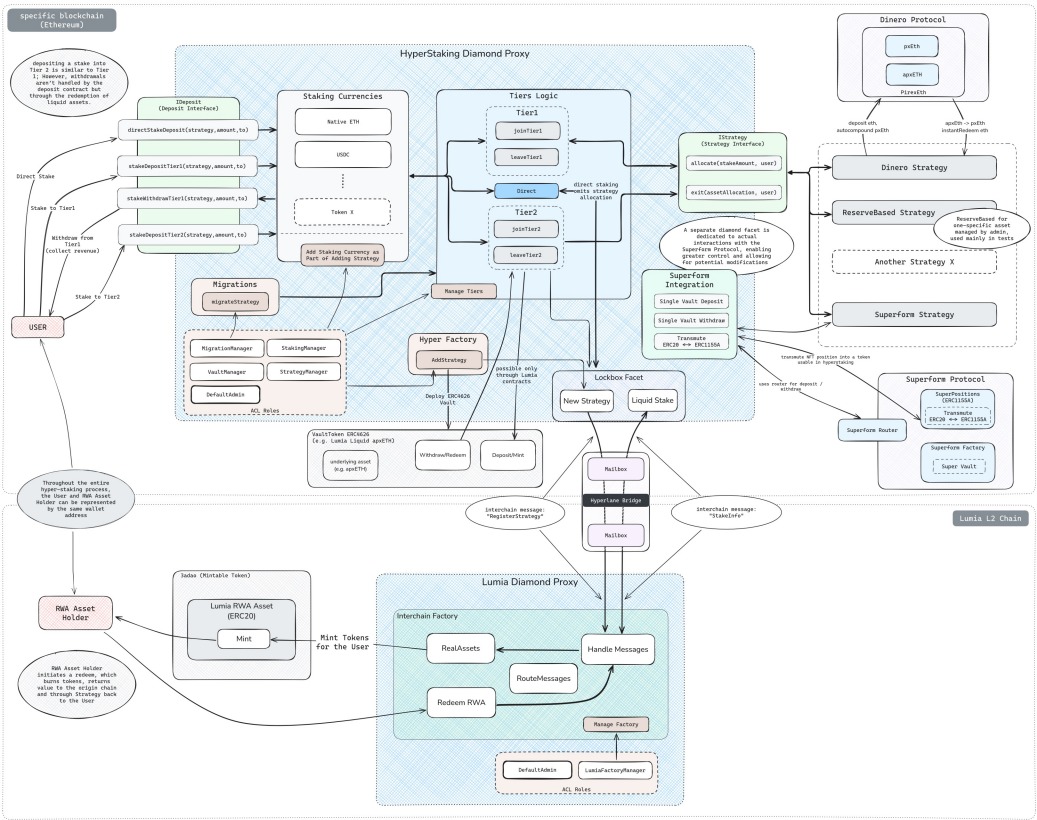 specific blockchain
(Ethereum)
depositing a stake into
Tier 2 is similar to Tier
1; However, withdrawals
aren't handled by the
deposit contract but
through the redemption of
liquid assets.
HyperStaking Diamond Proxy
IDeposit
(Deposit Interface)
directStakeDeposit(strategy,amount,to)
stakeDepositTier1(strategy,amount,to)
stakeWithdrawTier1(strategy,amount,to)
stakeDepositTier2(strategy,amount,to)
Direct Stake
Stake to Tier1
Withdraw from
Tier1
(collect revenue)
Stake to Tier2
USER
Staking Currencies
Native ETH
USDC
Token X
Add Staking Currency as
Part of Adding Strategy
Tiers Logic
Tier1
joinTier1
leaveTier1
Direct
direct staking
omits strategy
allocation
Tier2
joinTier2
leaveTier2
Manage Tiers
IStrategy
(Strategy Interface)
allocate(stakeAmount, user)
exit(assetAllocation, user)
A separate diamond facet is
dedicated to actual
interactions with the
Superform Protocol, enabling
greater control and allowing
for potential modifications
Dinero Protocol
pxEth
apxETH
PirexEth
deposit eth,
autocompound pxEth
apxEth -> pxEth
instantRedeem eth
Dinero Strategy
ReserveBased Strategy
ReserveBased for
one-specific asset
managed by admin,
used mainly in tests
Another Strategy X
Superform Strategy
Superform
Integration
Single Vault Deposit
Single Vault Withdraw
Transmute
ERC20 <-> ERC1155A
transmute NFT position into a token
usable in hyperstaking
uses router for deposit /
withdraw
Superform Protocol
SuperPositions
(ERC1155A)
Transmute
ERC20 <-> ERC1155A
Superform Router
Superform Factory
Super Vault
Migrations
migrateStrategy
MigrationManager
StakingManager
VaultManager
StrategyManager
DefaultAdmin
ACL Roles
Hyper Factory
AddStrategy
Deploy ERC4626
Vault
possible only
through Lumia
contracts
Lockbox Facet
New Strategy
Liquid Stake
VaultToken ERC4626
(e.g. Lumia Liquid apxETH)
underlying asset
(e.g. apxETH)
Withdraw/Redeem
Deposit/Mint
Mailbox
Hyperlane Bridge
Mailbox
interchain message:
"RegisterStrategy"
interchain message:
"StakeInfo"
Throughout the entire
hyper-staking process,
the User and RWA Asset
Holder can be represented
by the same wallet
address
Lumia L2 Chain
RWA Asset
Holder
RWA Asset Holder
initiates a redeem, which
burns tokens, returns
value to the origin chain
and through Strategy back
to the User
3adao (Mintable Token)
Lumia RWA Asset
(ERC20)
Mint
Mint Tokens
for the User
Lumia Diamond Proxy
Interchain Factory
RealAssets
Handle Messages
RouteMessages
Redeem RWA
Manage Factory
DefaultAdmin
LumiaFactoryManager
ACL Roles